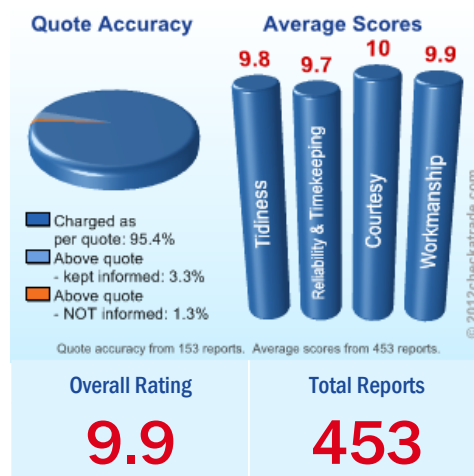 Quote Accuracy
Average Scores
9.8
9.7
10
9.9
Tidiness
Reliability & Timekeeping
Courtesy
Workmanship
Charged as
per quote: 95.4%
Above quote
- kept informed: 3.3%
Above quote
- NOT informed: 1.3%
© 2012checkatrade.com
Quote accuracy from 153 reports. Average scores from 453 reports.
Overall Rating
Total Reports
9.9
453